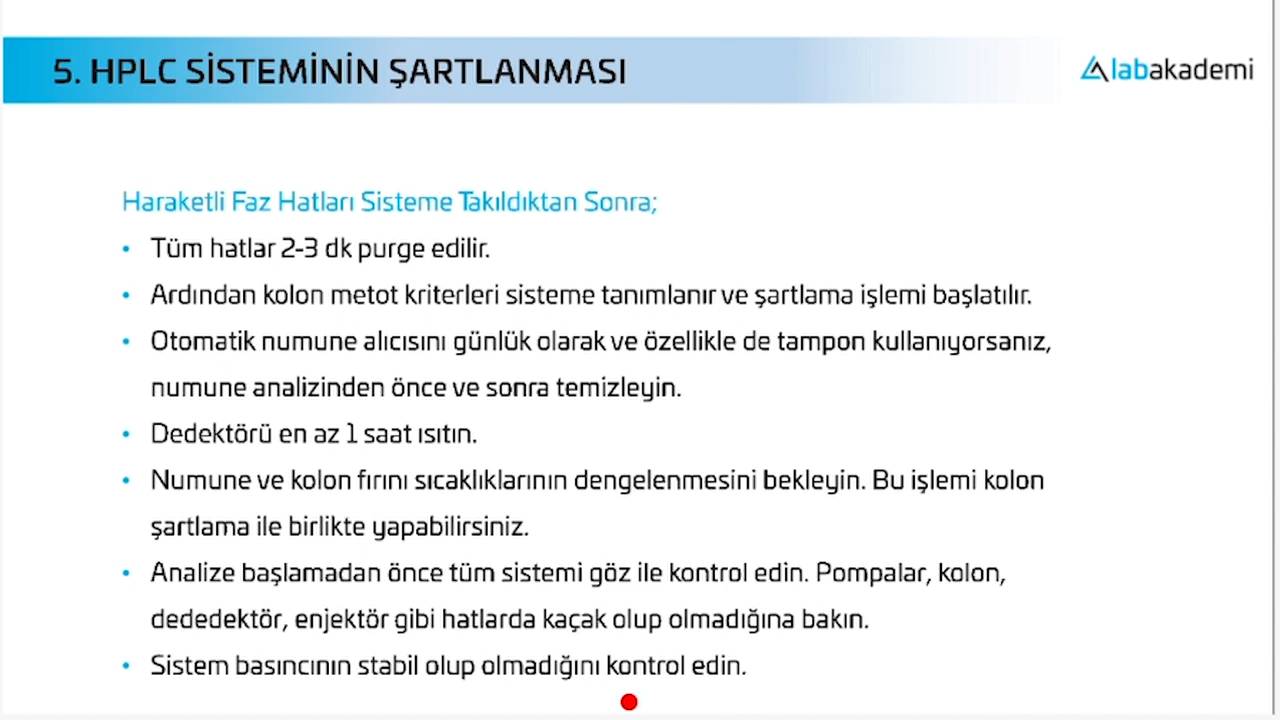 5. HPLC SİSTEMİNİN ŞARTLANMASI
labakademi
Haraketli Faz Hatları Sisteme Takıldıktan Sonra;
• Tüm hatlar 2-3 dk purge edilir.
• Ardından kolon metot kriterleri sisteme tanımlanır ve şartlama işlemi başlatılır.
• Otomatik numune alıcısını günlük olarak ve özellikle de tampon kullanıyorsanız,
numune analizinden önce ve sonra temizleyin.
• Dedektörü en az 1 saat ısıtın.
• Numune ve kolon fırını sıcaklıklarının dengelenmesini bekleyin. Bu işlemi kolon
şartlama ile birlikte yapabilirsiniz.
• Analize başlamadan önce tüm sistemi göz ile kontrol edin. Pompalar, kolon,
dededektör, enjektör gibi hatlarda kaçak olup olmadığına bakın.
• Sistem basıncının stabil olup olmadığını kontrol edin.